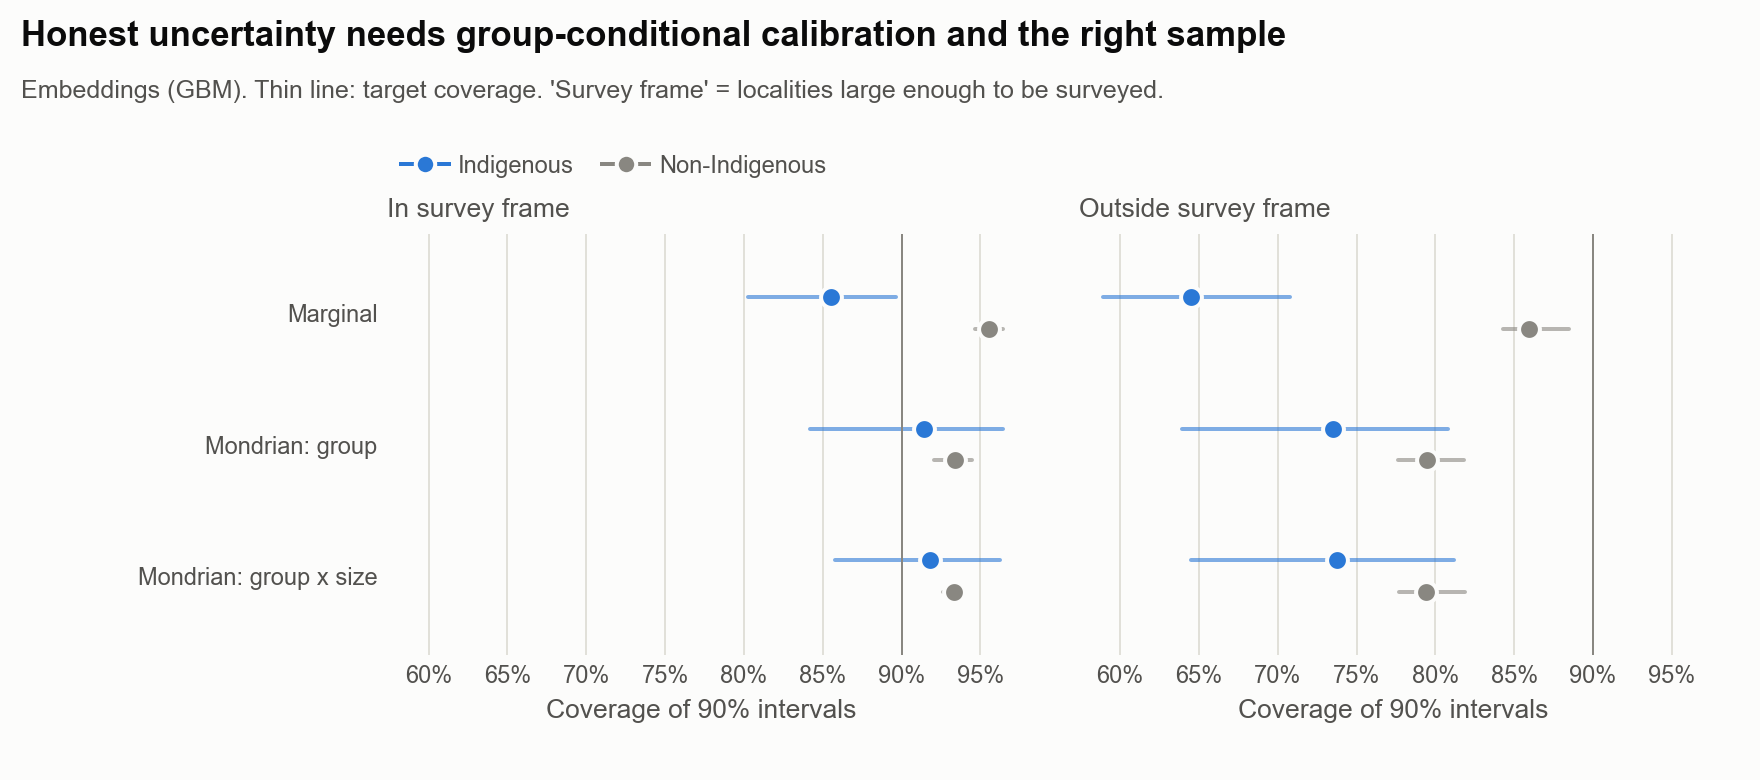 Honest uncertainty needs group-conditional calibration and the right sample
Embeddings (GBM). Thin line: target coverage. 'Survey frame' = localities large enough to be surveyed.
Indigenous Non-Indigenous
In survey frame Outside survey frame
Marginal
Mondrian: group
Mondrian: group x size
60% 65% 70% 75% 80% 85% 90% 95% 60% 65% 70% 75% 80% 85% 90% 95%
Coverage of 90% intervals Coverage of 90% intervals